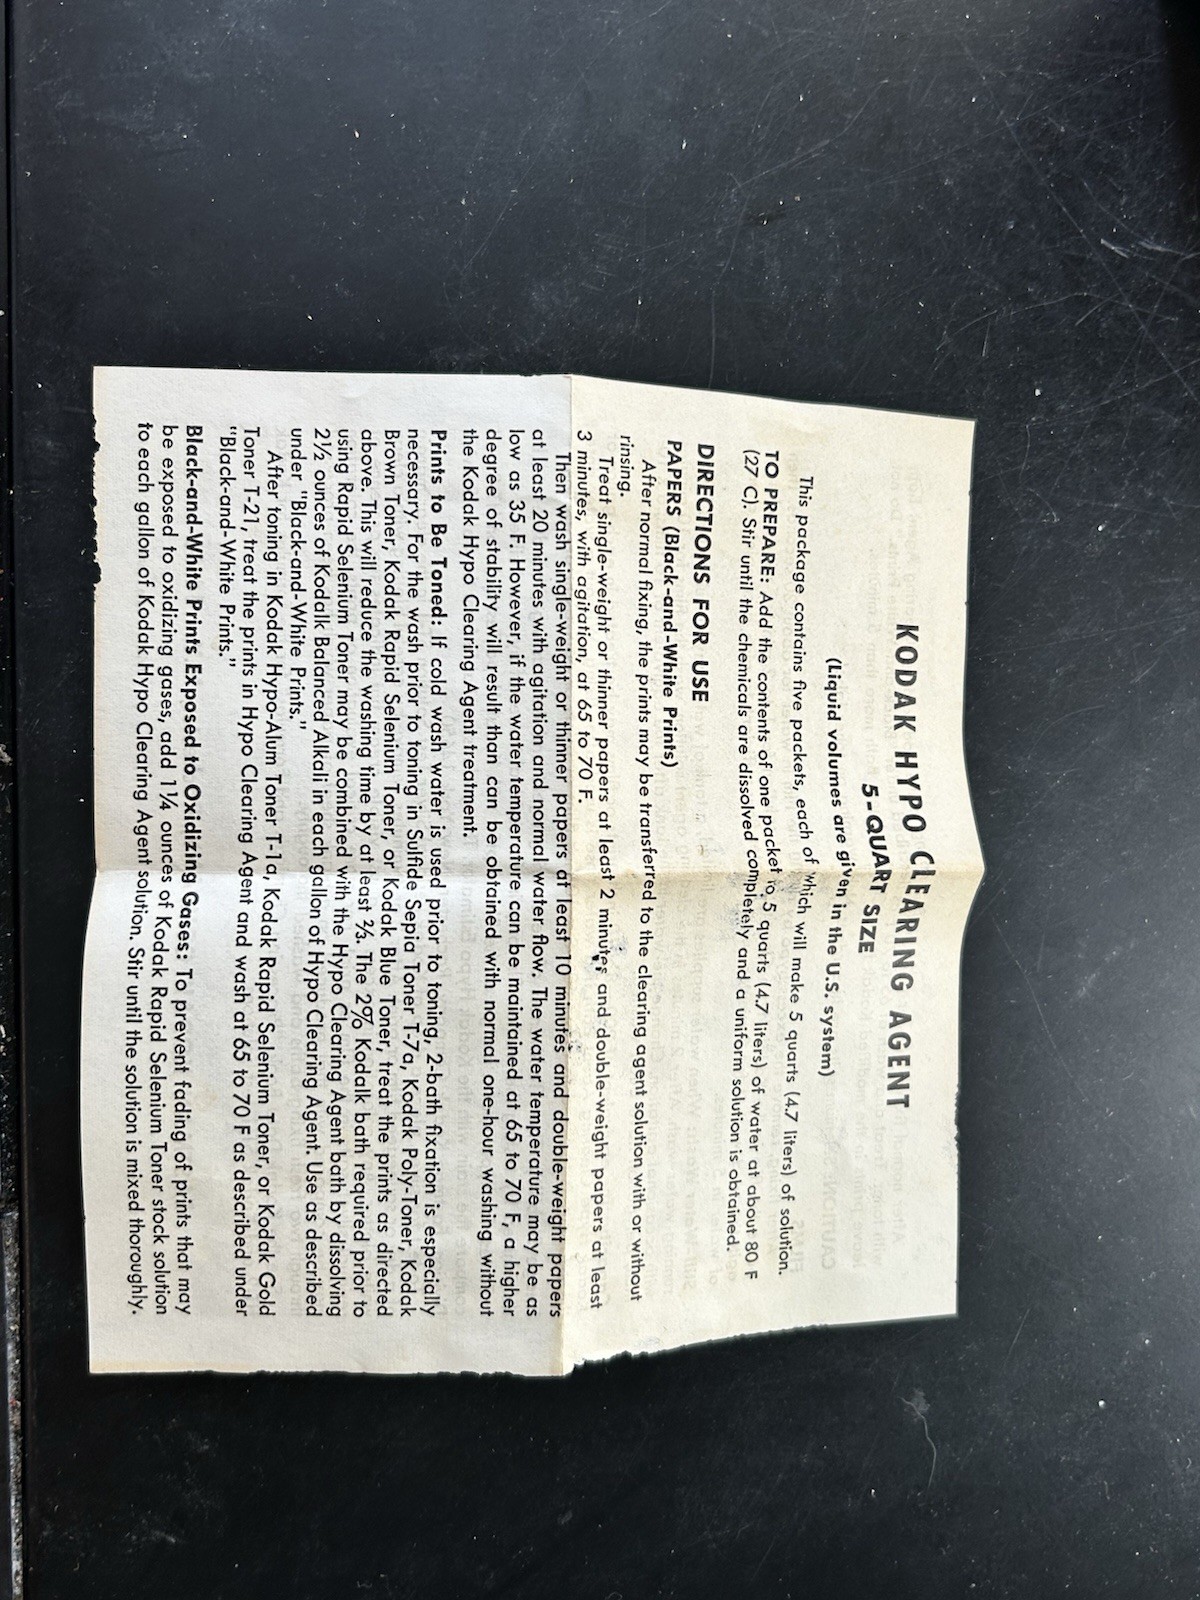 KODAK HYPO CLEARING AGENT
5-QUART SIZE
(Liquid volumes are given in the U.S. system)
This package contains five packets, each of which will make 5 quarts (4.7 liters) of solution.
TO PREPARE: Add the contents of one packet to 5 quarts (4.7 liters) of water at about 80 F
(27 C). Stir until the chemicals are dissolved completely and a uniform solution is obtained.
DIRECTIONS FOR USE
PAPERS (Black-and-White Prints)
After normal fixing, the prints may be transferred to the clearing agent solution with or without
rinsing.
Treat single-weight or thinner papers at least 2 minutes and double-weight papers at least
3 minutes, with agitation, at 65 to 70 F.
Then wash single-weight or thinner papers at least 10 minutes and double-weight papers
at least 20 minutes with agitation and normal water flow. The water temperature may be as
low as 35 F. However, if the water temperature can be maintained at 65 to 70 F, a higher
degree of stability will result than can be obtained with normal one-hour washing without
the Kodak Hypo Clearing Agent treatment.
Prints to Be Toned: If cold wash water is used prior to toning, 2-bath fixation is especially
necessary. For the wash prior to toning in Sulfide Sepia Toner T-7a, Kodak Poly-Toner, Kodak
Brown Toner, Kodak Rapid Selenium Toner, or Kodak Blue Toner, treat the prints as directed
above. This will reduce the washing time by at least ⅔. The 2% Kodalk bath required prior to
using Rapid Selenium Toner may be combined with the Hypo Clearing Agent bath by dissolving
2½ ounces of Kodalk Balanced Alkali in each gallon of Hypo Clearing Agent. Use as described
under "Black-and-White Prints."
After toning in Kodak Hypo-Alum Toner T-1a, Kodak Rapid Selenium Toner, or Kodak Gold
Toner T-21, treat the prints in Hypo Clearing Agent and wash at 65 to 70 F as described under
"Black-and-White Prints."
Black-and-White Prints Exposed to Oxidizing Gases: To prevent fading of prints that may
be exposed to oxidizing gases, add 1¼ ounces of Kodak Rapid Selenium Toner stock solution
to each gallon of Kodak Hypo Clearing Agent solution. Stir until the solution is mixed thoroughly.